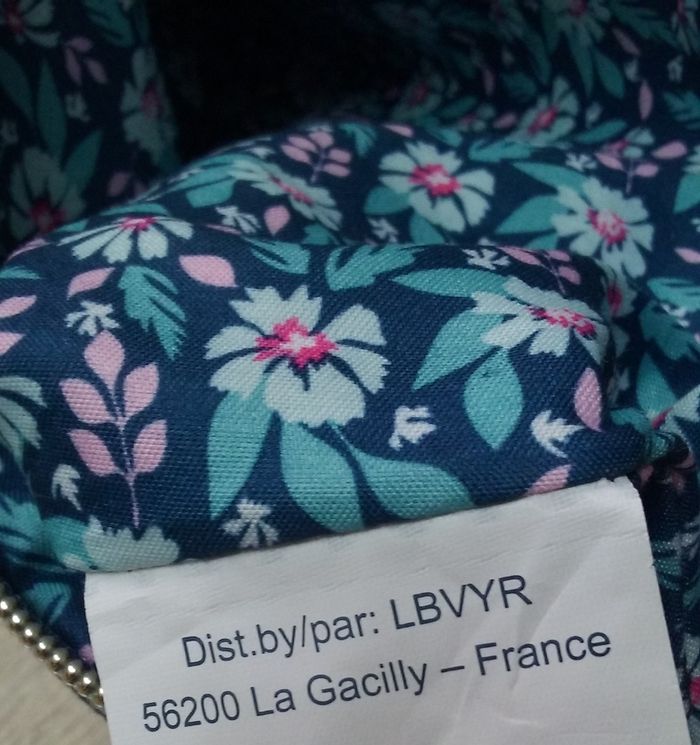 Dist.by/par: LBVYR
56200 La Gacilly – France